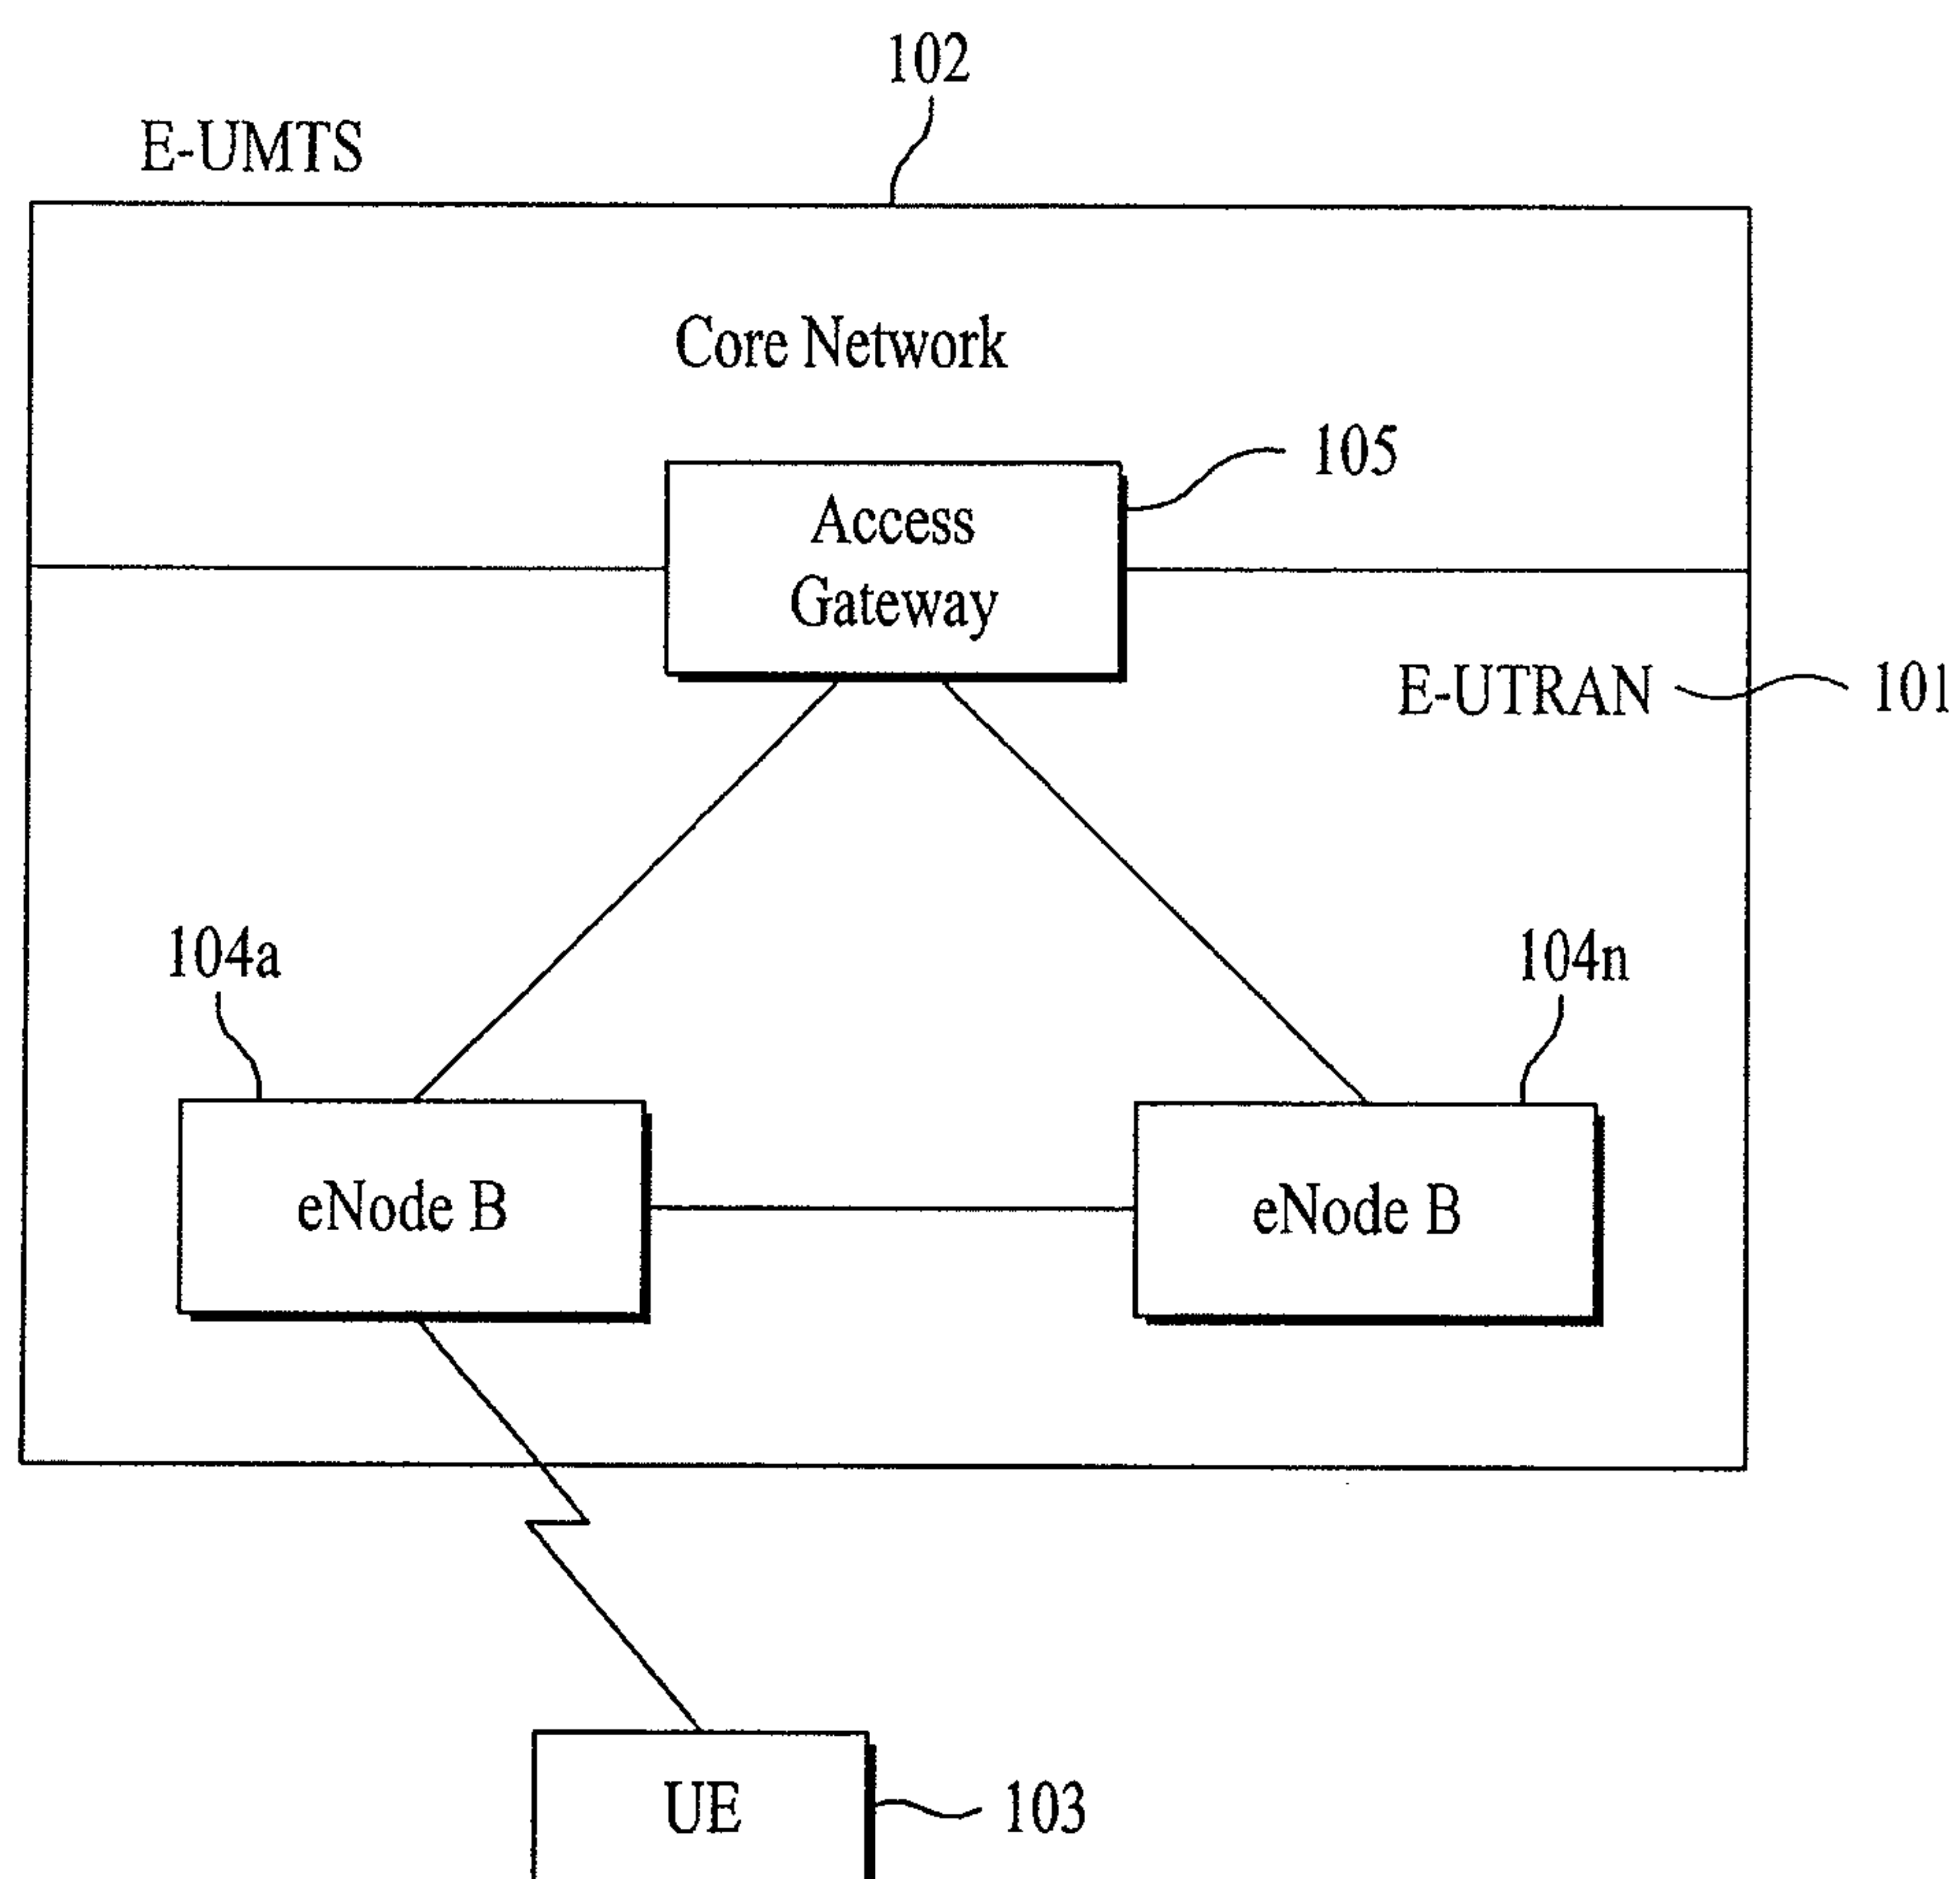 102
E-UMTS
Core Network
105
Access
Gateway
E-UTRAN
101
104a
104n
eNode B
eNode B
UE
103